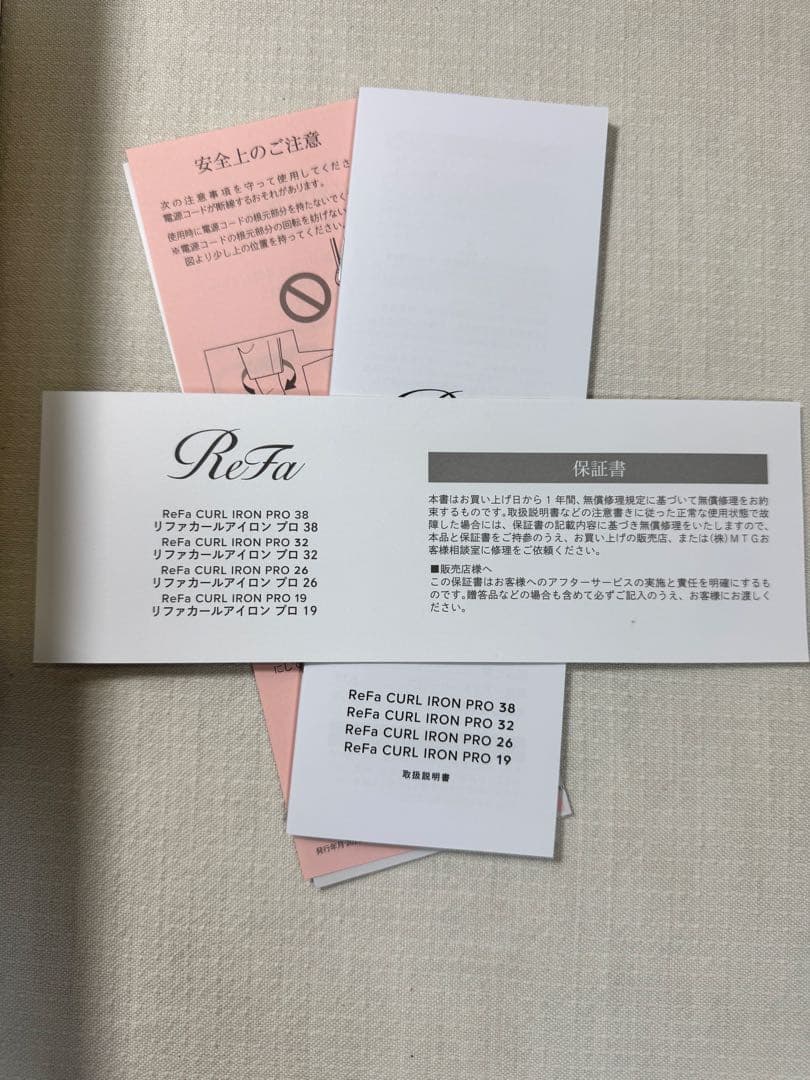 安全上のご注意
次の注意事項を守って使用してくださ
電源コードが断線するおそれがあります。
使用時に電源コードの根元部分を持たないでく
※電源コードの根元部分の回転を妨げない
図より少し上の位置を持ってください。
ReFa
ReFa CURL IRON PRO 38
リファカールアイロン プロ 38
ReFa CURL IRON PRO 32
リファカールアイロン プロ 32
ReFa CURL IRON PRO 26
リファカールアイロン プロ 26
ReFa CURL IRON PRO 19
リファカールアイロン プロ 19
保証書
本書はお買い上げ日から1年間、無償修理規定に基づいて無償修理をお約
束するものです。取扱説明書などの注意書きに従った正常な使用状態で故
障した場合には、保証書の記載内容に基づき無償修理をいたしますので、
本品と保証書をご持参のうえ、お買い上げの販売店、または(株)MTGお
客様相談室に修理をご依頼ください。
■販売店様へ
この保証書はお客様へのアフターサービスの実施と責任を明確にするも
のです。贈答品などの場合も含めて必ずご記入のうえ、お客様にお渡しく
ださい。
ReFa CURL IRON PRO 38
ReFa CURL IRON PRO 32
ReFa CURL IRON PRO 26
ReFa CURL IRON PRO 19
取扱説明書
発行年月